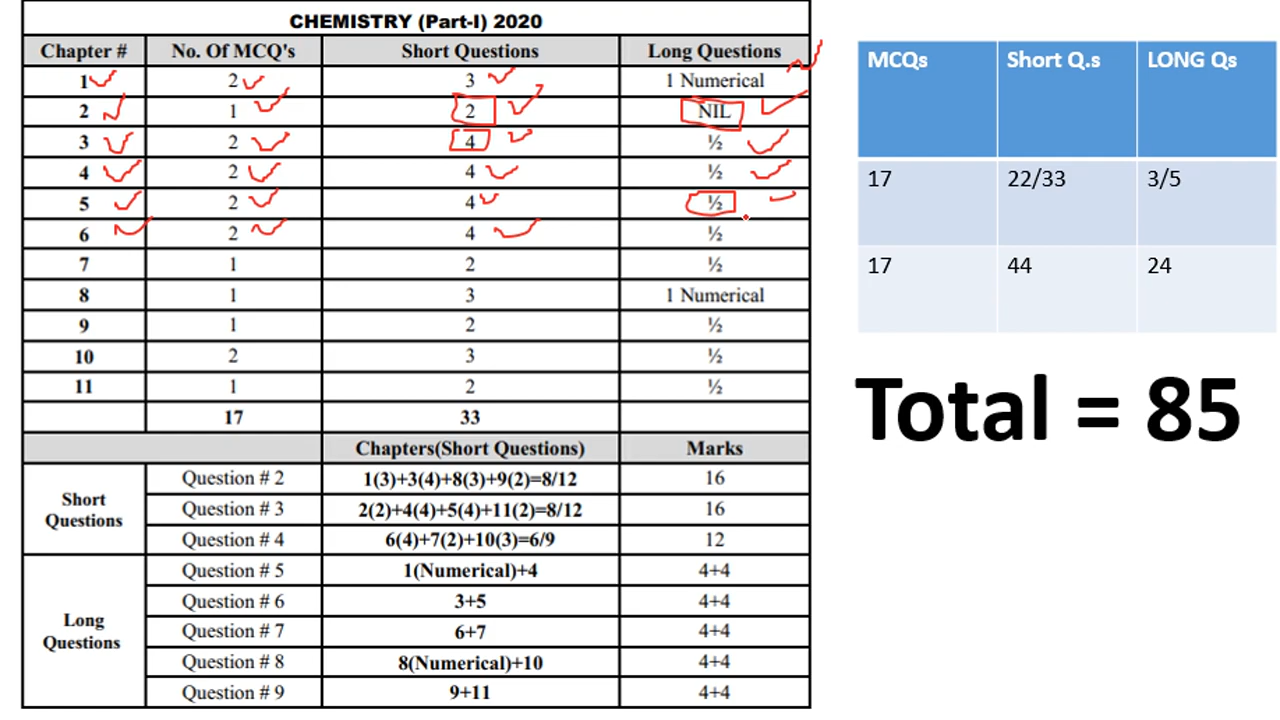 CHEMISTRY (Part-I) 2020
Chapter # No. Of MCQ's Short Questions Long Questions
1 2 3 1 Numerical
2 1 2 NIL
3 2 4 ½
4 2 4 ½
5 2 4 ½
6 2 4 ½
7 1 2 ½
8 1 3 1 Numerical
9 1 2 ½
10 2 3 ½
11 1 2 ½
17 33
Chapters(Short Questions) Marks
Short Questions
Question # 2 1(3)+3(4)+8(3)+9(2)=8/12 16
Question # 3 2(2)+4(4)+5(4)+11(2)=8/12 16
Question # 4 6(4)+7(2)+10(3)=6/9 12
Long Questions
Question # 5 1(Numerical)+4 4+4
Question # 6 3+5 4+4
Question # 7 6+7 4+4
Question # 8 8(Numerical)+10 4+4
Question # 9 9+11 4+4
MCQs Short Q.s LONG Qs
17 22/33 3/5
17 44 24
Total = 85